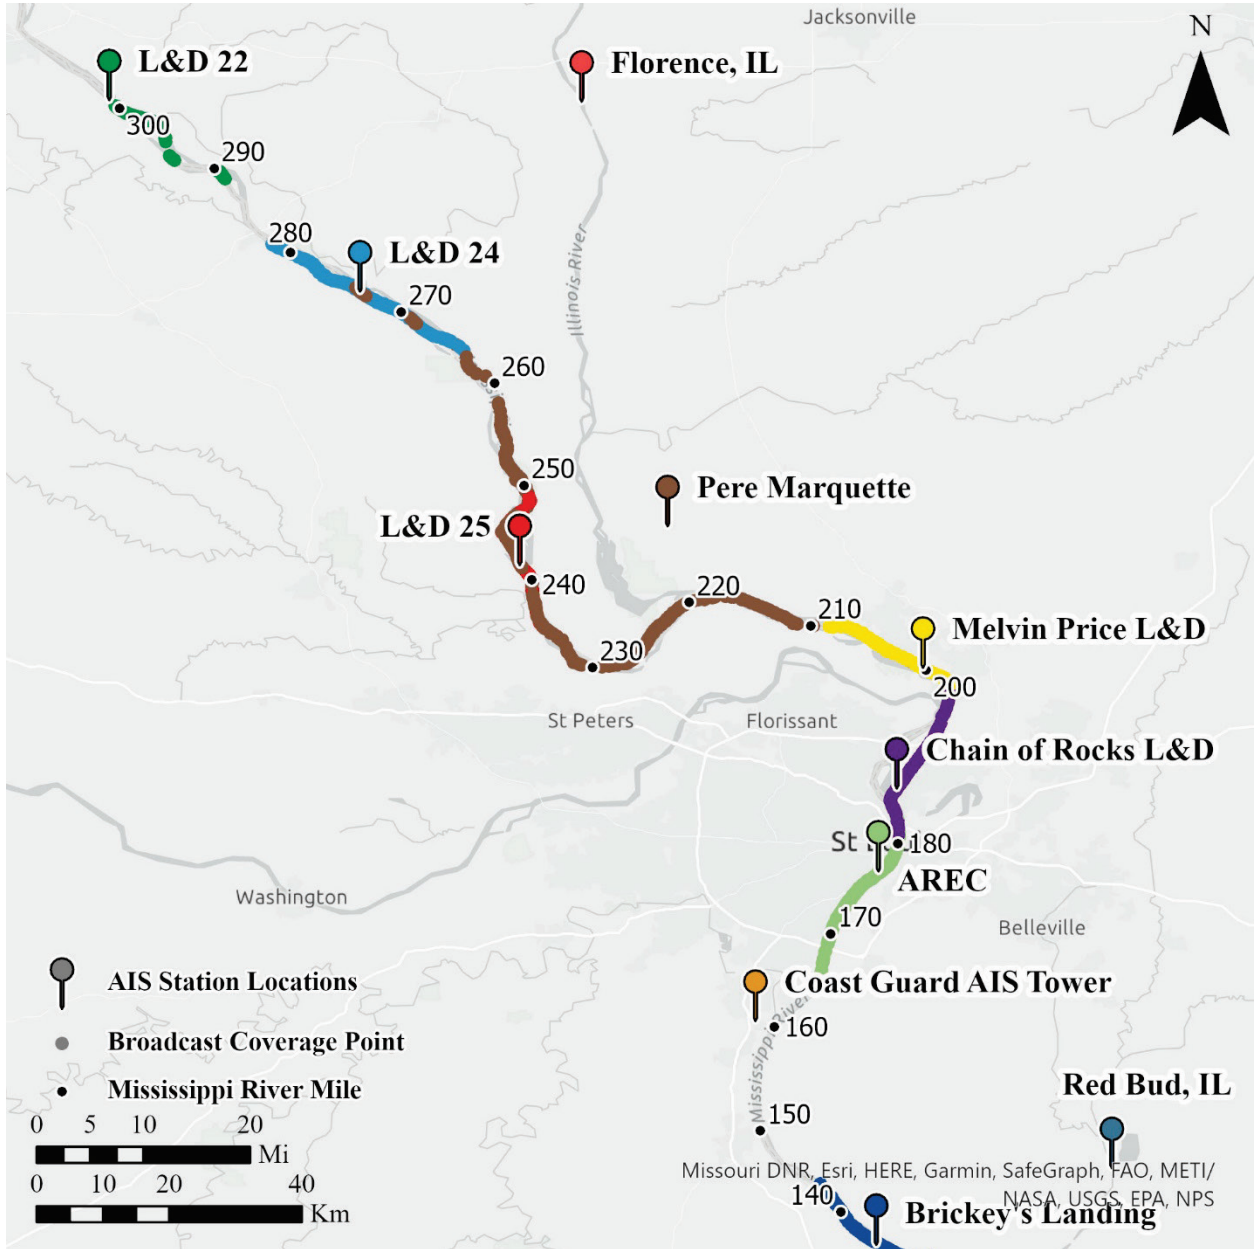 Jacksonville
N
L&D 22
Florence, IL
300
290
Illinois River
280
L&D 24
270
260
250
Pere Marquette
L&D 25
240
220
210
Melvin Price L&D
230
200
St Peters
Florissant
Chain of Rocks L&D
180
AREC
Washington
170
Belleville
AIS Station Locations
Coast Guard AIS Tower
Mississippi River
160
Broadcast Coverage Point
Mississippi River Mile
Red Bud, IL
150
0 5 10 20
Mi
0 10 20 40
Km
Missouri DNR, Esri, HERE, Garmin, SafeGraph, FAO, METI/
NASA, USGS, EPA, NPS
140
Brickey's Landing